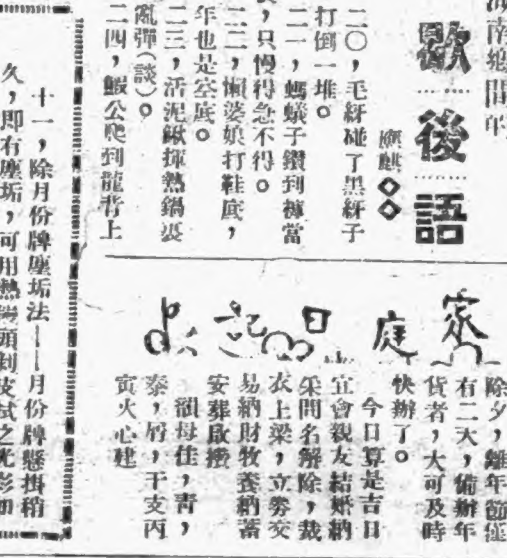 間的
歇後語
麒◇◇
二〇，毛紆碰了黑紆子
打倒一堆。
二一，螞蟻子鑽到褲當
，只慢得急不得。
二二，懶婆娘打鞋底，
年也是空底。
二三，活泥鰍揮熱鍋裏
亂彈（談）。
二四，鰕公爬到龍背上
家庭日記
除夕，離年節僅
有二天，備辦年
貨者，大可及時
快辦了。
今日算是吉日
宜會親友結婚納
采問名解除，裁
衣上梁，立券交
易納財牧養納畜
安葬啟攢
母佳，青，
泰，屑，干支丙
寅火心建
十一，除月份牌塵垢法——月份牌懸掛稍
久，即有塵垢，可用熱饅頭剝皮拭之光彩如